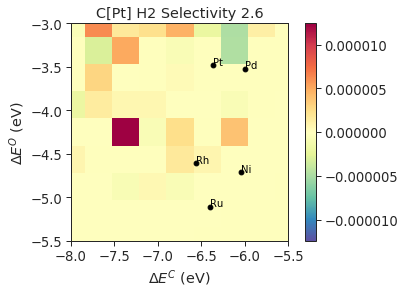 C[Pt] H2 Selectivity 2.6
−3.0
−3.5
−4.0
−4.5
−5.0
−5.5
ΔE^O (eV)
Pt
Pd
Rh
Ni
Ru
−8.0 −7.5 −7.0 −6.5 −6.0 −5.5
ΔE^C (eV)
0.000010
0.000005
0.000000
−0.000005
−0.000010